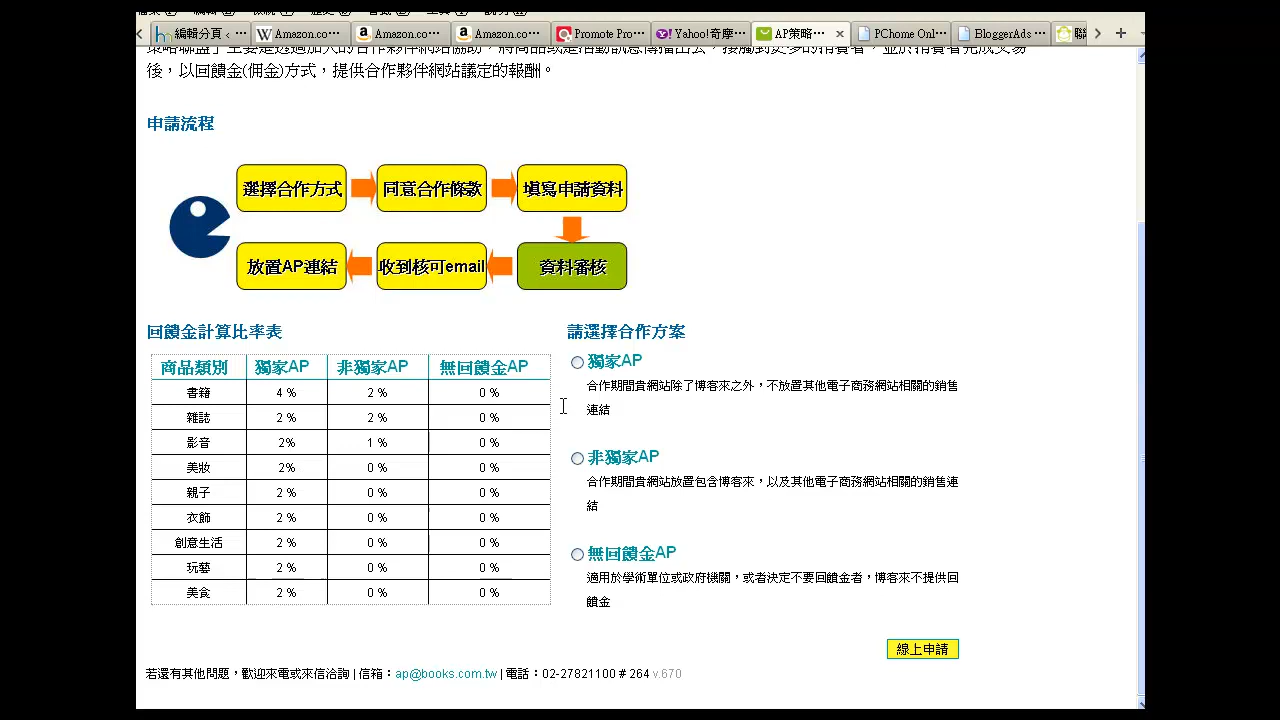 編輯分頁 ‹ ···
Amazon.co···
Amazon.co···
Amazon.co···
Promote Pro···
Yahoo!奇摩···
AP策略···
PChome Onl···
BloggerAds ···
後，以回饋金(佣金)方式，提供合作夥伴網站議定的報酬。
申請流程
選擇合作方式
同意合作條款
填寫申請資料
放置AP連結
收到核可email
資料審核
回饋金計算比率表
商品類別 獨家AP 非獨家AP 無回饋金AP
書籍 4 % 2 % 0 %
雜誌 2 % 2 % 0 %
影音 2% 1 % 0 %
美妝 2% 0 % 0 %
親子 2 % 0 % 0 %
衣飾 2 % 0 % 0 %
創意生活 2 % 0 % 0 %
玩藝 2 % 0 % 0 %
美食 2 % 0 % 0 %
請選擇合作方案
獨家AP
合作期間貴網站除了博客來之外，不放置其他電子商務網站相關的銷售
連結
非獨家AP
合作期間貴網站放置包含博客來，以及其他電子商務網站相關的銷售連
結
無回饋金AP
適用於學術單位或政府機關，或者決定不要回饋金者，博客來不提供回
饋金
線上申請
若還有其他問題，歡迎來電或來信洽詢 | 信箱：ap@books.com.tw | 電話：02-27821100 # 264 v.670